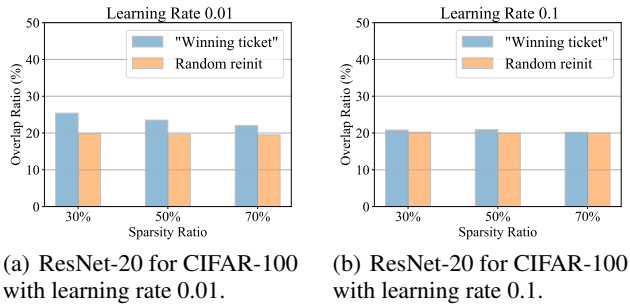 Learning Rate 0.01
50
40
30
20
10
0
Overlap Ratio (%)
"Winning ticket"
Random reinit
30%
50%
70%
Sparsity Ratio
(a) ResNet-20 for CIFAR-100
with learning rate 0.01.
Learning Rate 0.1
50
40
30
20
10
0
Overlap Ratio (%)
"Winning ticket"
Random reinit
30%
50%
70%
Sparsity Ratio
(b) ResNet-20 for CIFAR-100
with learning rate 0.1.